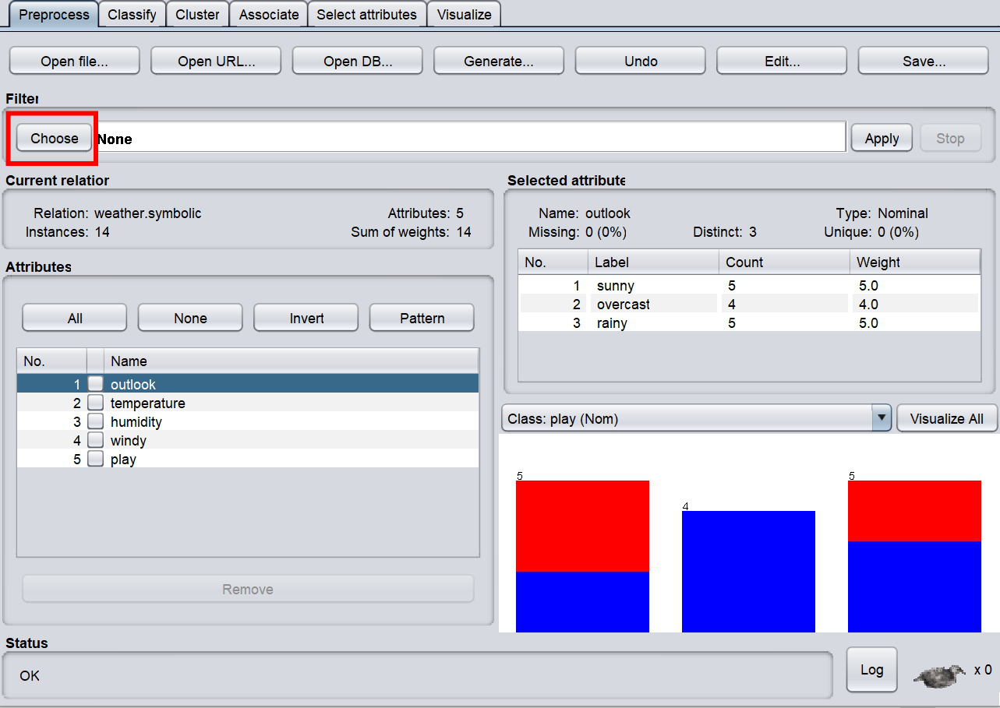 Preprocess Classify Cluster Associate Select attributes Visualize
Open file... Open URL... Open DB... Generate... Undo Edit... Save...
Filter
Choose None Apply Stop
Current relation
Relation: weather.symbolic Attributes: 5
Instances: 14 Sum of weights: 14
Attributes
All None Invert Pattern
No. Name
1 outlook
2 temperature
3 humidity
4 windy
5 play
Remove
Selected attribute
Name: outlook Type: Nominal
Missing: 0 (0%) Distinct: 3 Unique: 0 (0%)
No. Label Count Weight
1 sunny 5 5.0
2 overcast 4 4.0
3 rainy 5 5.0
Class: play (Nom) Visualize All
5 4 5
Status
OK
Log x 0